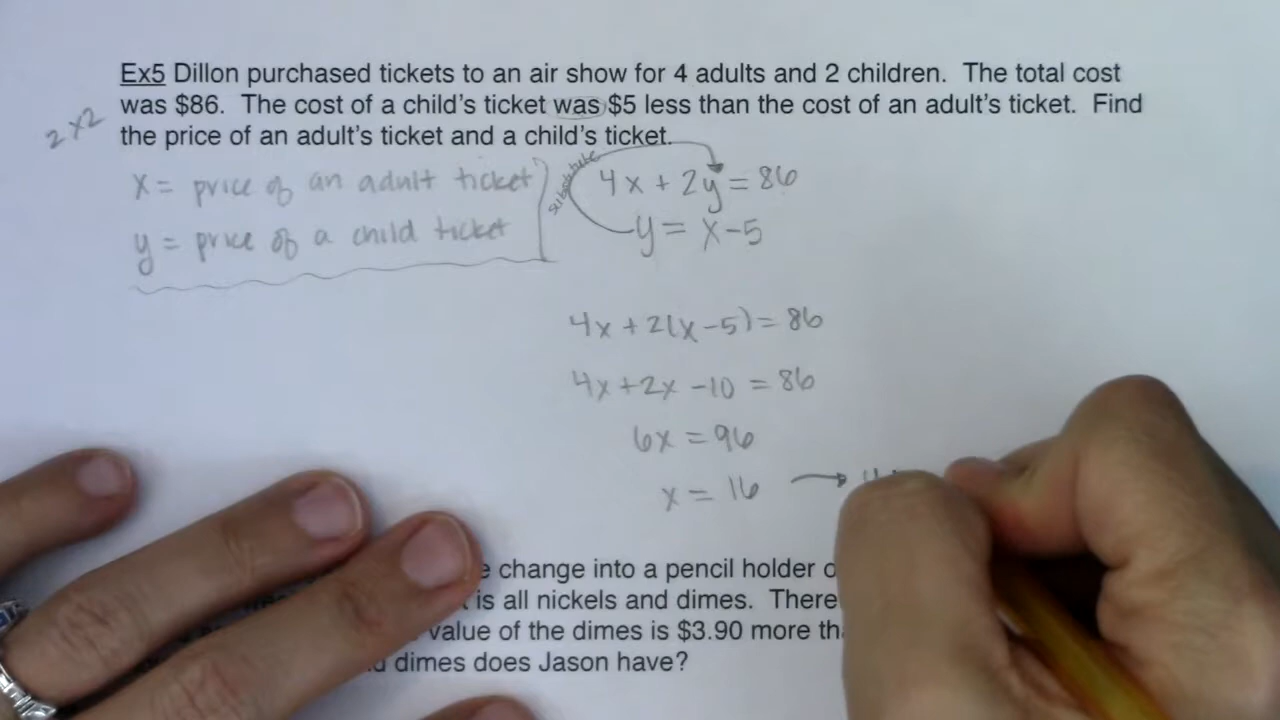 Ex5 Dillon purchased tickets to an air show for 4 adults and 2 children. The total cost
was $86. The cost of a child's ticket was $5 less than the cost of an adult's ticket. Find
the price of an adult's ticket and a child's ticket.
2x2
x = price of an adult ticket
y = price of a child ticket
substitute
4x + 2y = 86
y = x - 5
4x + 2(x - 5) = 86
4x + 2x - 10 = 86
6x = 96
x = 16 →
change into a pencil holder
is all nickels and dimes. There
value of the dimes is $3.90 more
dimes does Jason have?